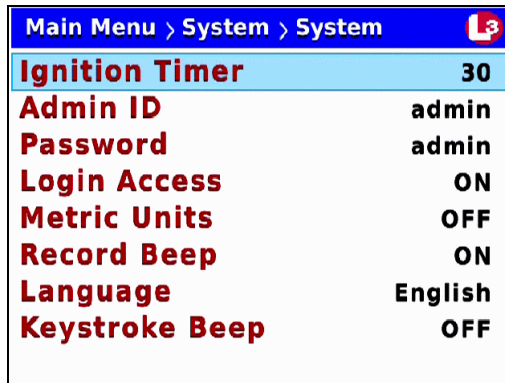 Main Menu > System > System L3
Ignition Timer 30
Admin ID admin
Password admin
Login Access ON
Metric Units OFF
Record Beep ON
Language English
Keystroke Beep OFF